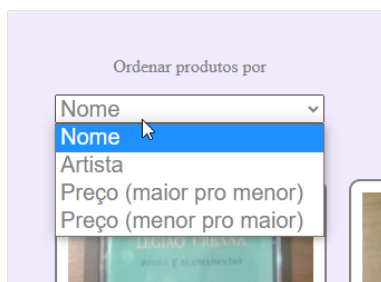 Ordenar produtos por
Nome
Nome
Artista
Preço (maior pro menor)
Preço (menor pro maior)
LEGIÃO URBANA